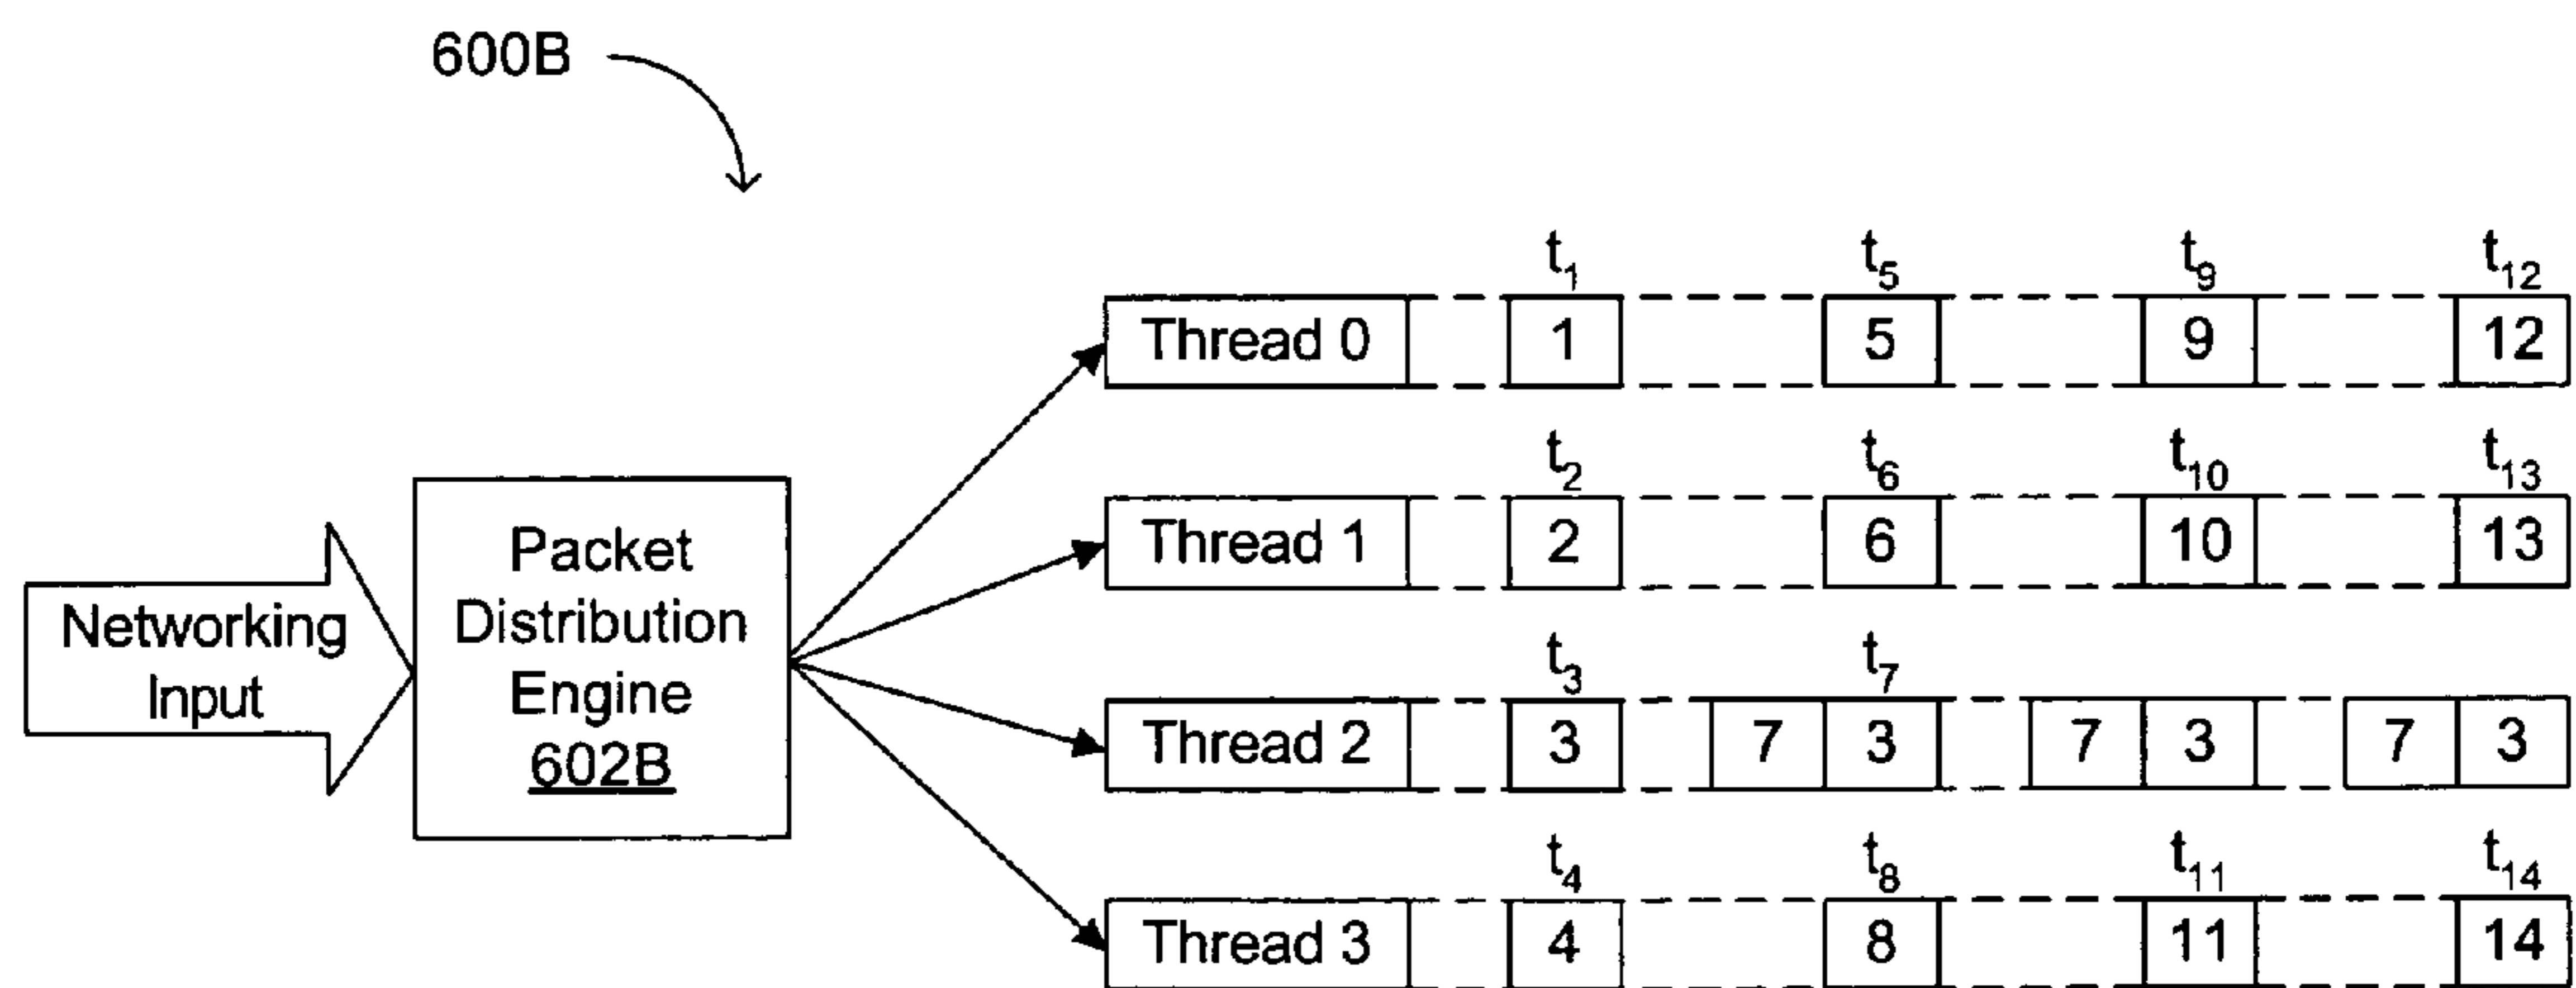 600B
Networking
Input
Packet
Distribution
Engine
602B
t1 t5 t9 t12
Thread 0 1 5 9 12
t2 t6 t10 t13
Thread 1 2 6 10 13
t3 t7
Thread 2 3 7 3 7 3 7 3
t4 t8 t11 t14
Thread 3 4 8 11 14